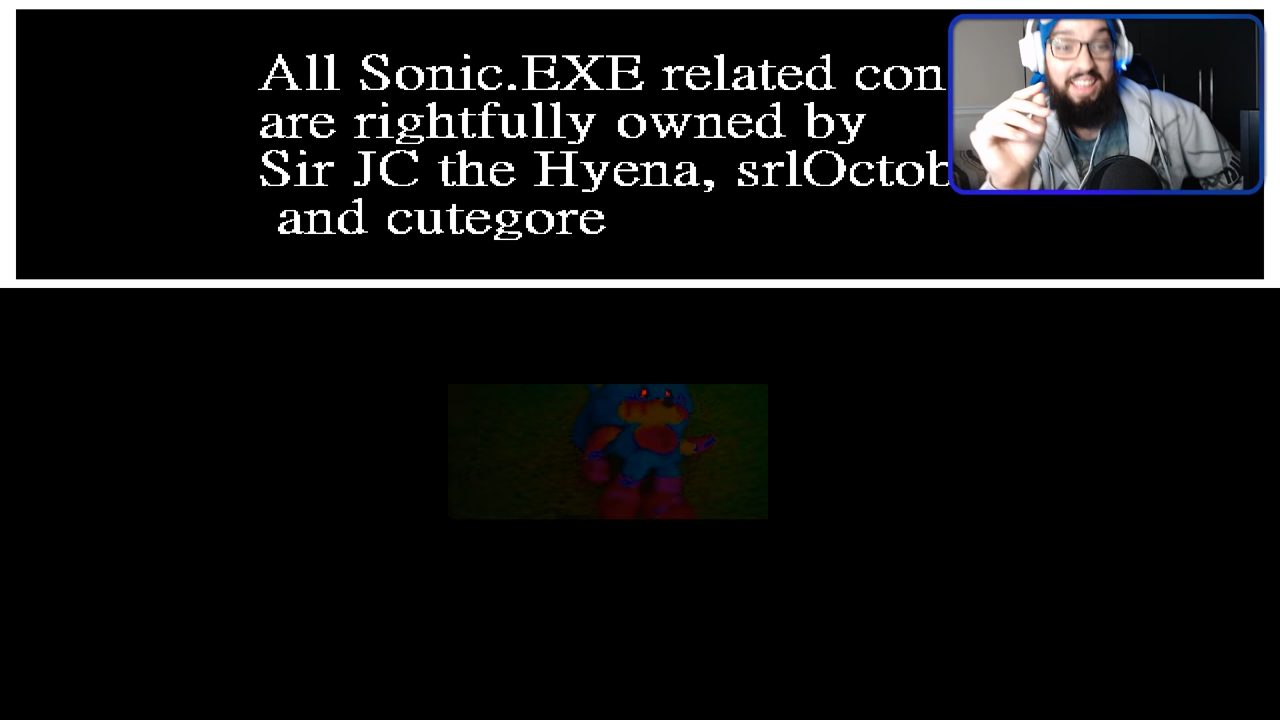 All Sonic.EXE related con
are rightfully owned by
Sir JC the Hyena, srlOctob
and cutegore